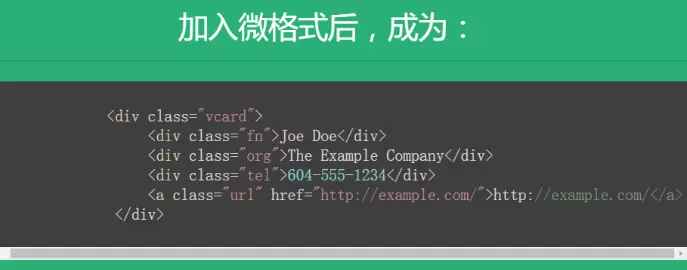 加入微格式后，成为：
<div class="vcard">
<div class="fn">Joe Doe</div>
<div class="org">The Example Company</div>
<div class="tel">604-555-1234</div>
<a class="url" href="http://example.com/">http://example.com/</a>
</div>